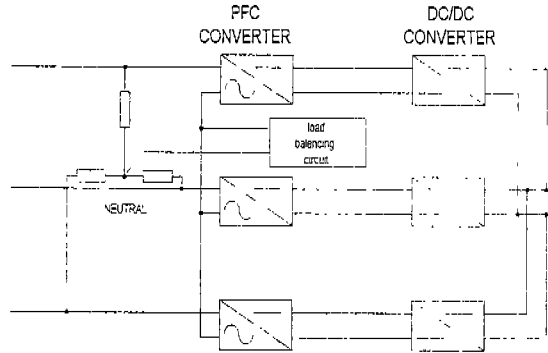 PFC
CONVERTER
DC/DC
CONVERTER
load
balancing
circuit
NEUTRAL